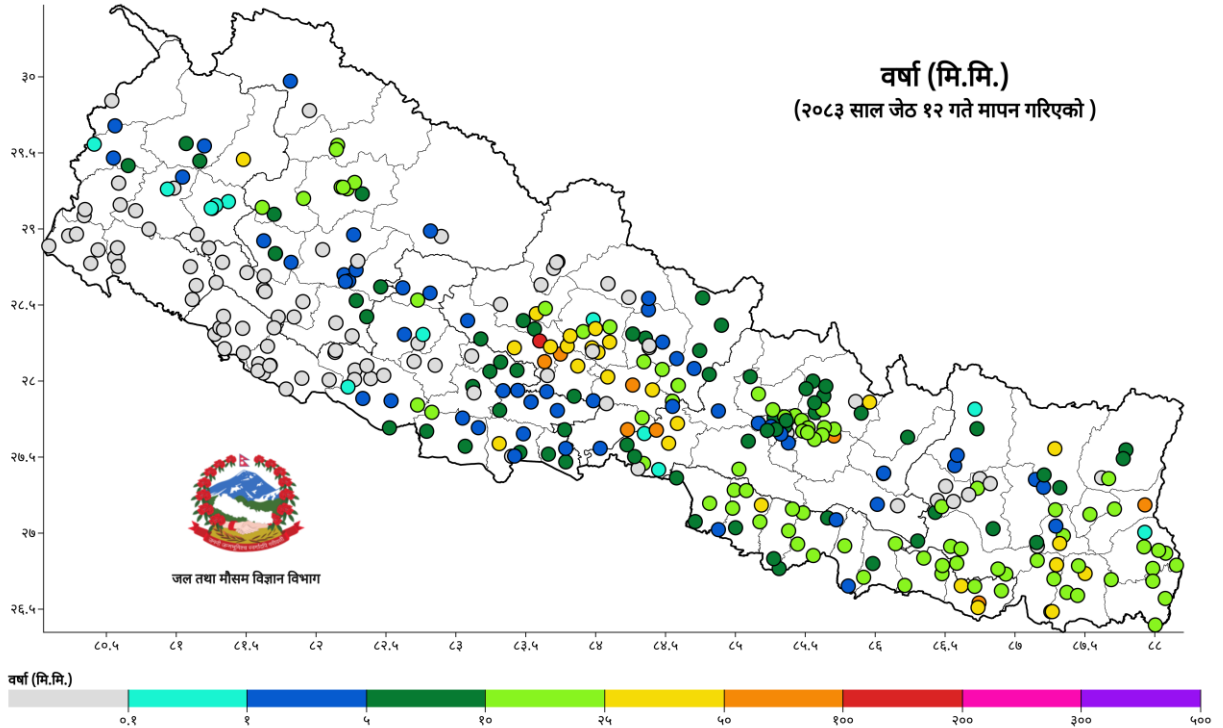 वर्षा (मि.मि.)
(२०८३ साल जेठ १२ गते मापन गरिएको )
३०
२९.५
२९
२८.५
२८
२७.५
२७
२६.५
जल तथा मौसम विज्ञान विभाग
८०.५ ८१ ८१.५ ८२ ८२.५ ८३ ८३.५ ८४ ८४.५ ८५ ८५.५ ८६ ८६.५ ८७ ८७.५ ८८
वर्षा (मि.मि.)
०.१ १ ५ १० २५ ५० १०० २०० ३०० ५००